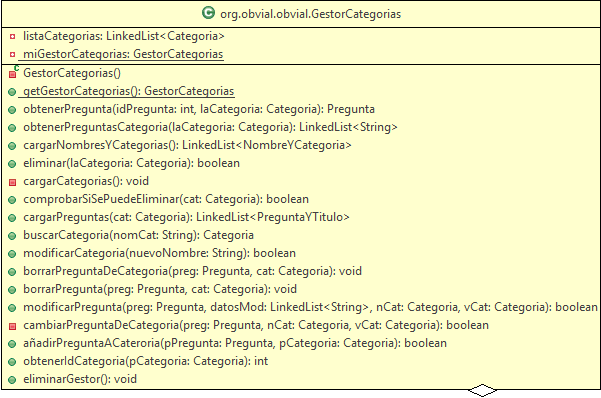 org.obvial.obvial.GestorCategorias
listaCategorias: LinkedList<Categoria>
miGestorCategorias: GestorCategorias
GestorCategorias()
getGestorCategorias(): GestorCategorias
obtenerPregunta(idPregunta: int, laCategoria: Categoria): Pregunta
obtenerPreguntasCategoria(laCategoria: Categoria): LinkedList<String>
cargarNombresYCategorias(): LinkedList<NombreYCategoria>
eliminar(laCategoria: Categoria): boolean
cargarCategorias(): void
comprobarSiSePuedeEliminar(cat: Categoria): boolean
cargarPreguntas(cat: Categoria): LinkedList<PreguntaYTitulo>
buscarCategoria(nomCat: String): Categoria
modificarCategoria(nuevoNombre: String): boolean
borrarPreguntaDeCategoria(preg: Pregunta, cat: Categoria): void
borrarPregunta(preg: Pregunta, cat: Categoria): void
modificarPregunta(preg: Pregunta, datosMod: LinkedList<String>, nCat: Categoria, vCat: Categoria): boolean
cambiarPreguntaDeCategoria(preg: Pregunta, nCat: Categoria, vCat: Categoria): boolean
añadirPreguntaACateroria(pPregunta: Pregunta, pCategoria: Categoria): boolean
obtenerIdCategoria(pCategoria: Categoria): int
eliminarGestor(): void